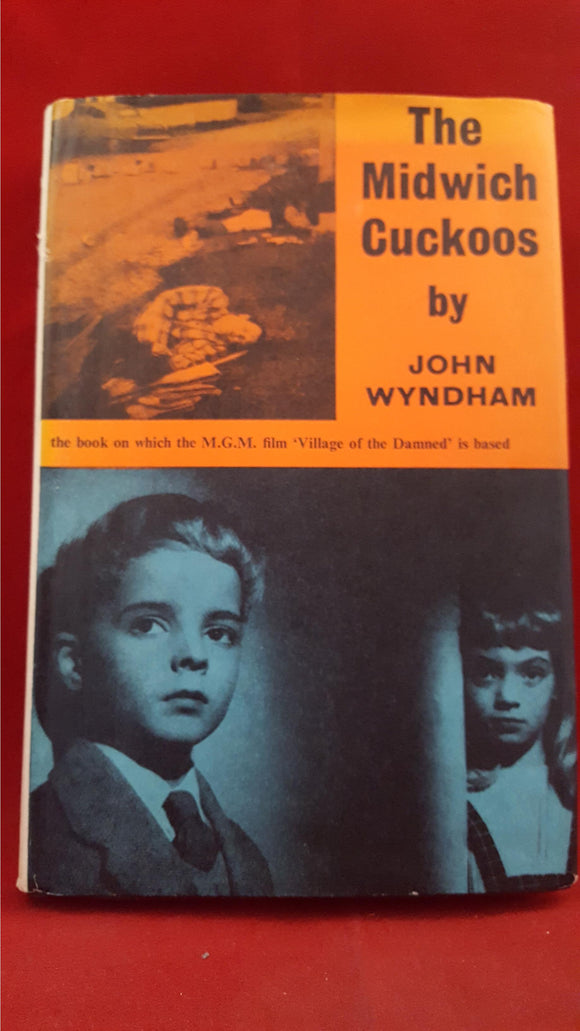 The
Midwich
Cuckoos
by
JOHN
WYNDHAM
the book on which the M.G.M. film ‘Village of the Damned’ is based